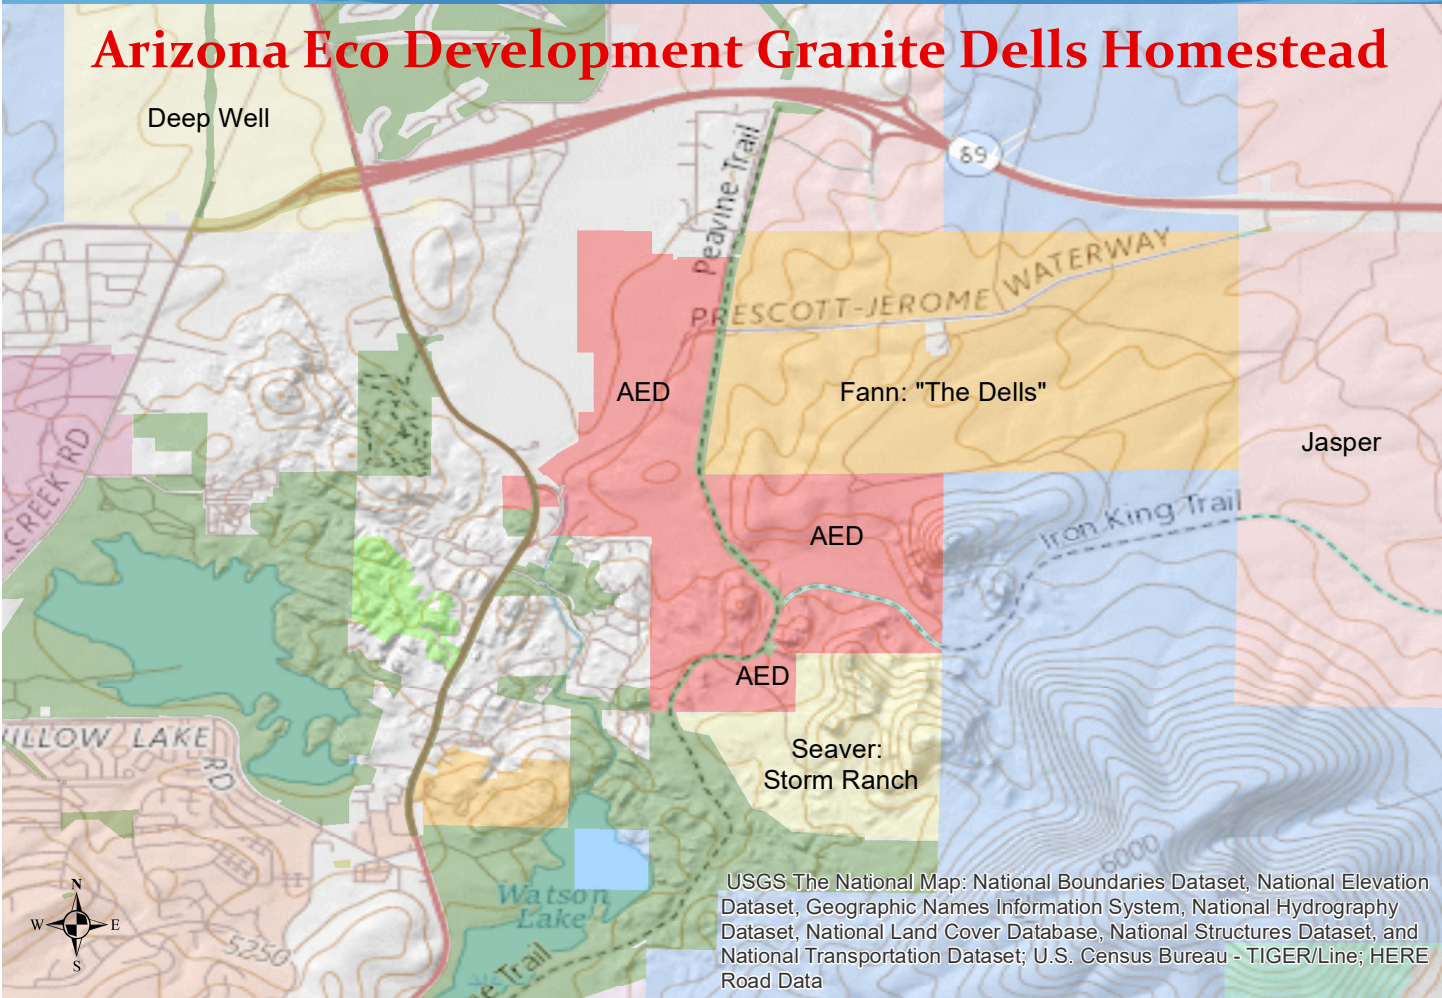 Arizona Eco Development Granite Dells Homestead
Deep Well
89
Peavine Trail
PRESCOTT-JEROME WATERWAY
AED
Fann: "The Dells"
Jasper
CREEK RD
AED
Iron King Trail
AED
WILLOW LAKE
RD
Seaver:
Storm Ranch
6000
Watson
Lake
5250
ne Trail
N
W E
S
USGS The National Map: National Boundaries Dataset, National Elevation
Dataset, Geographic Names Information System, National Hydrography
Dataset, National Land Cover Database, National Structures Dataset, and
National Transportation Dataset; U.S. Census Bureau - TIGER/Line; HERE
Road Data